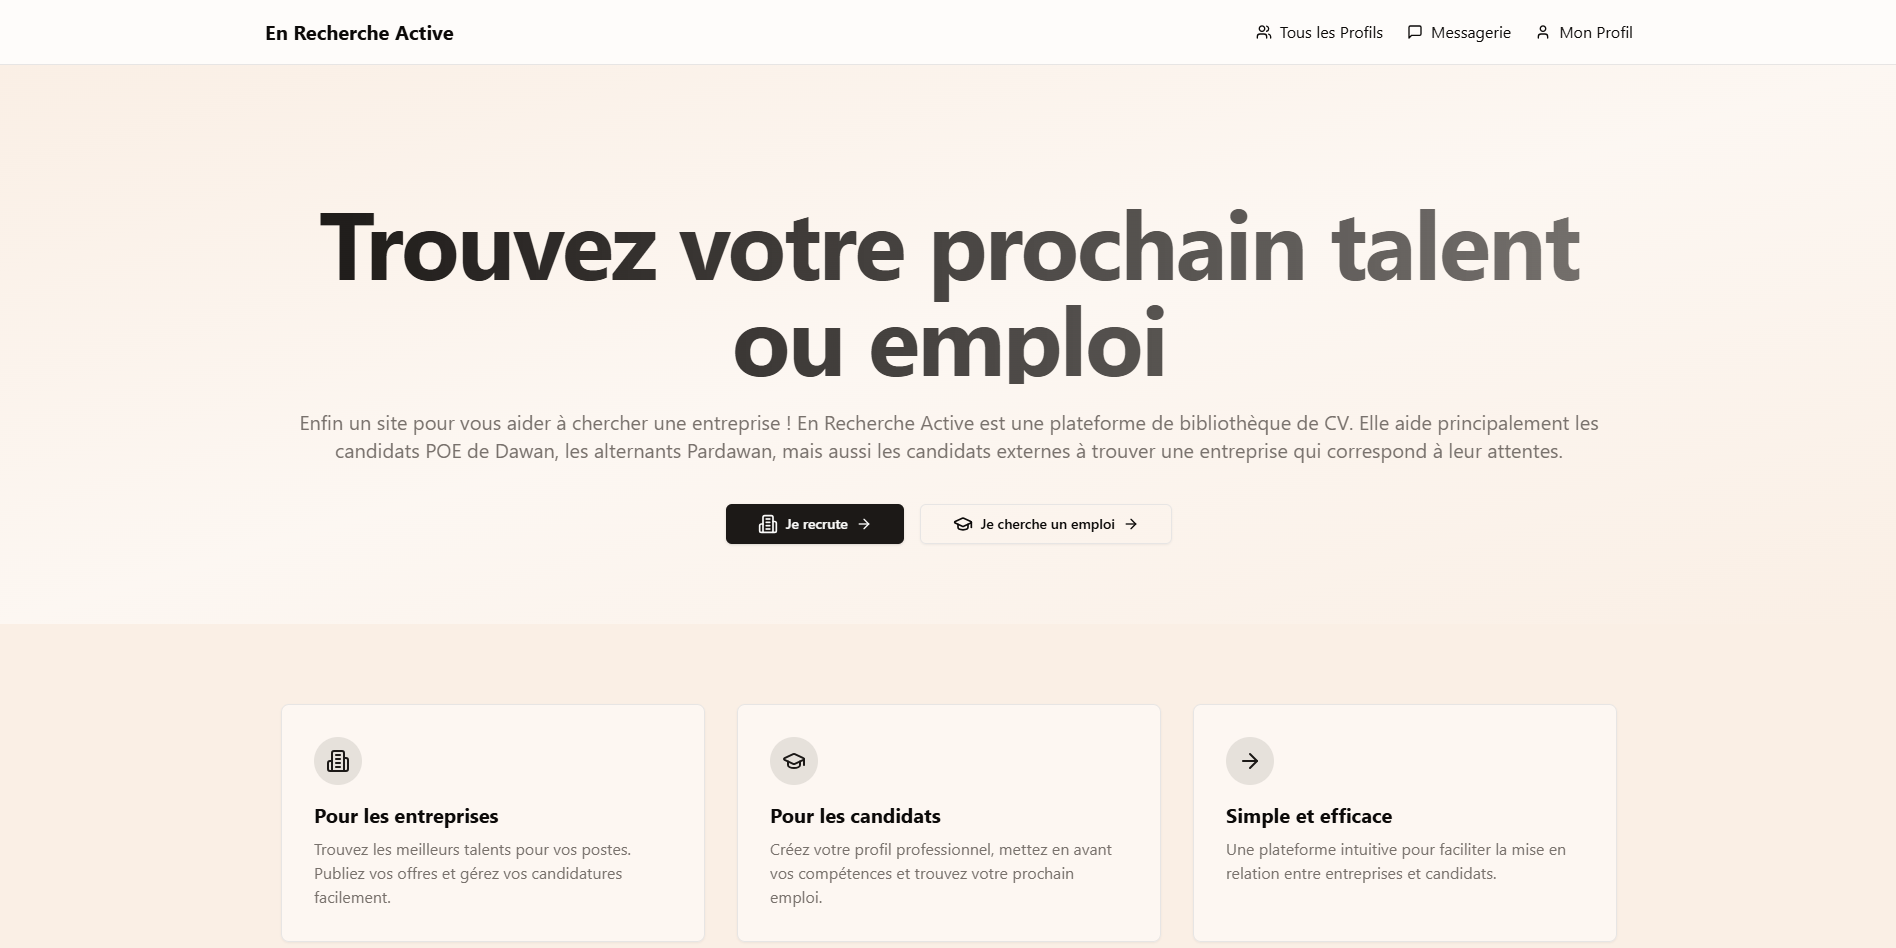 En Recherche Active
Tous les Profils
Messagerie
Mon Profil
Trouvez votre prochain talent
ou emploi
Enfin un site pour vous aider à chercher une entreprise ! En Recherche Active est une plateforme de bibliothèque de CV. Elle aide principalement les
candidats POE de Dawan, les alternants Pardawan, mais aussi les candidats externes à trouver une entreprise qui correspond à leur attentes.
Je recrute
Je cherche un emploi
Pour les entreprises
Trouvez les meilleurs talents pour vos postes.
Publiez vos offres et gérez vos candidatures
facilement.
Pour les candidats
Créez votre profil professionnel, mettez en avant
vos compétences et trouvez votre prochain
emploi.
Simple et efficace
Une plateforme intuitive pour faciliter la mise en
relation entre entreprises et candidats.